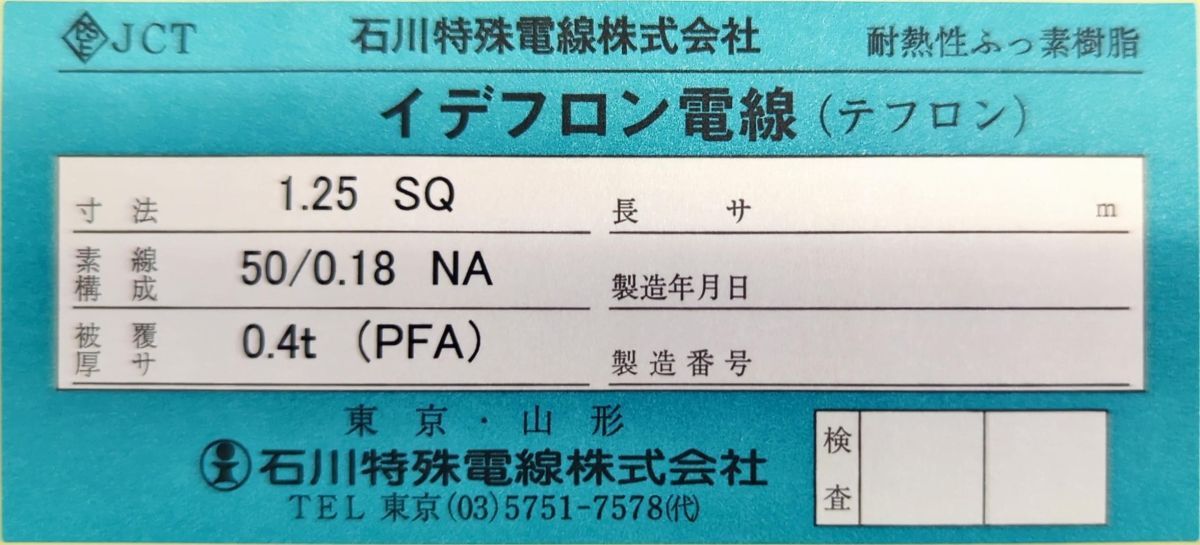 PSE JCT 石川特殊電線株式会社 耐熱性ふっ素樹脂
イデフロン電線(テフロン)
寸法 1.25 SQ 長サ m
素線構成 50/0.18 NA 製造年月日
被覆厚サ 0.4t (PFA) 製造番号
東京・山形
石川特殊電線株式会社
TEL 東京(03)5751-7578(代)
検査